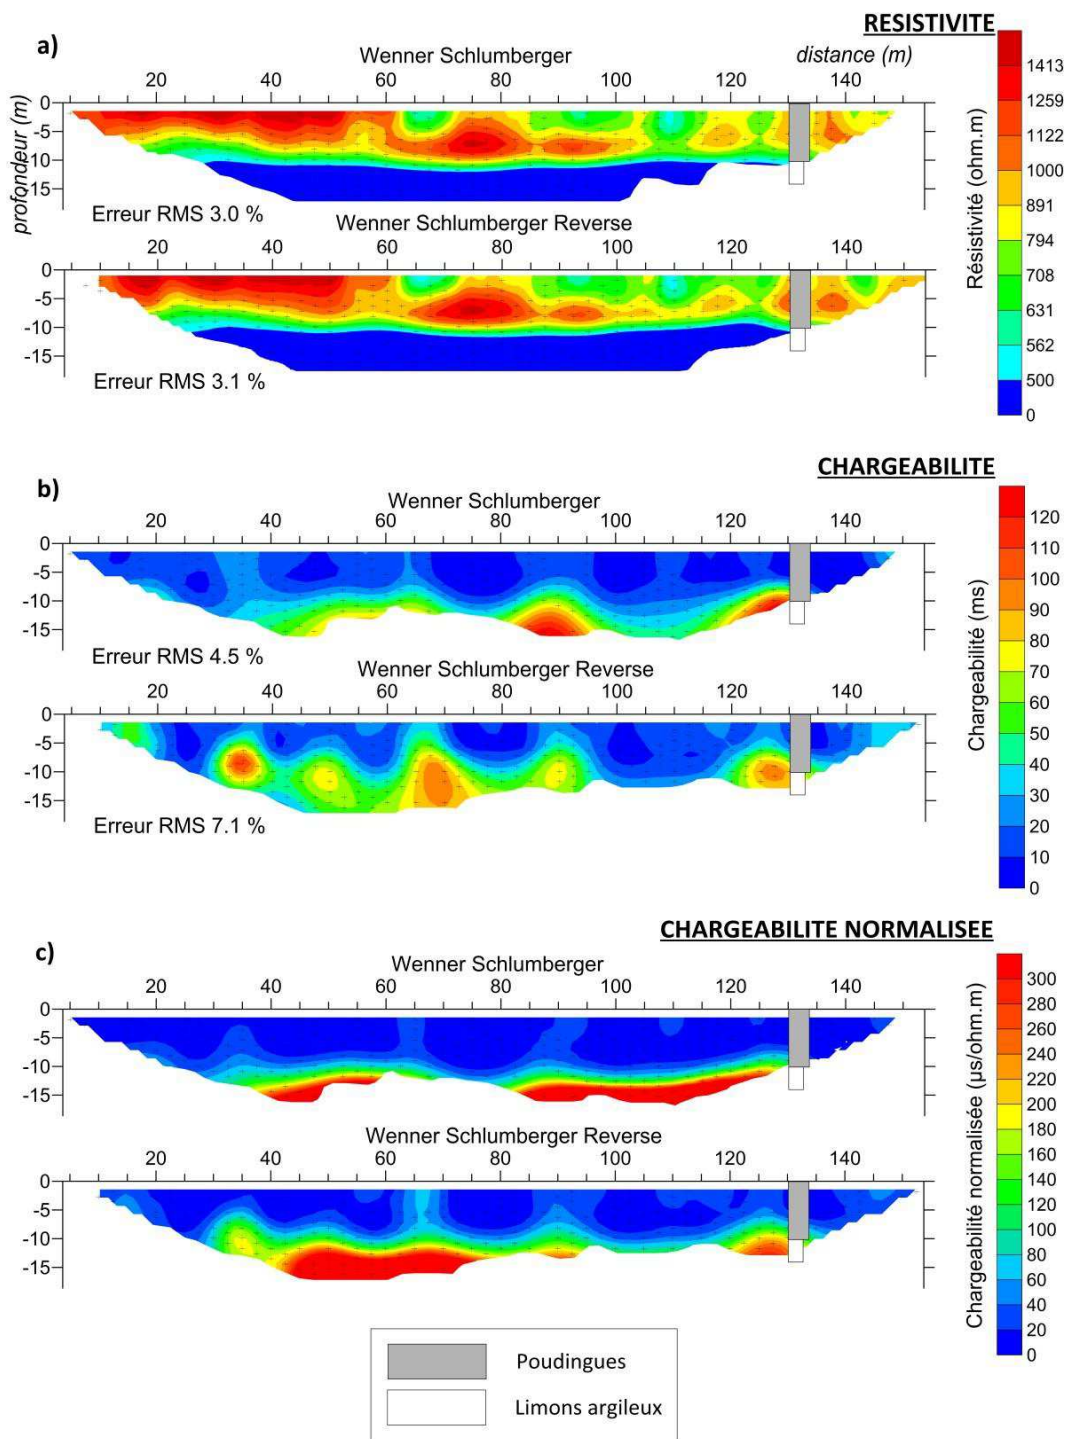 RESISTIVITE
a)
Wenner Schlumberger
distance (m)
20 40 60 80 100 120 140
profondeur (m)
0
-5
-10
15
Erreur RMS 3.0 %
Wenner Schlumberger Reverse
20 40 60 80 100 120 140
0
-5
-10
-15
Erreur RMS 3.1 %
Résistivité (ohm.m)
1413
1259
1122
1000
891
794
708
631
562
500
0
CHARGEABILITE
b)
Wenner Schlumberger
20 40 60 80 100 120 140
0
-5
-10
-15
Erreur RMS 4.5 %
Wenner Schlumberger Reverse
20 40 60 80 100 120 140
0
-5
-10
-15
Erreur RMS 7.1 %
Chargeabilité (ms)
120
110
100
90
80
70
60
50
40
30
20
10
0
CHARGEABILITE NORMALISEE
c)
Wenner Schlumberger
20 40 60 80 100 120 140
0
-5
-10
-15
Wenner Schlumberger Reverse
20 40 60 80 100 120 140
0
-5
-10
-15
Chargeabilité normalisée (µs/ohm.m)
300
280
260
240
220
200
180
160
140
120
100
80
60
40
20
0
Poudingues
Limons argileux